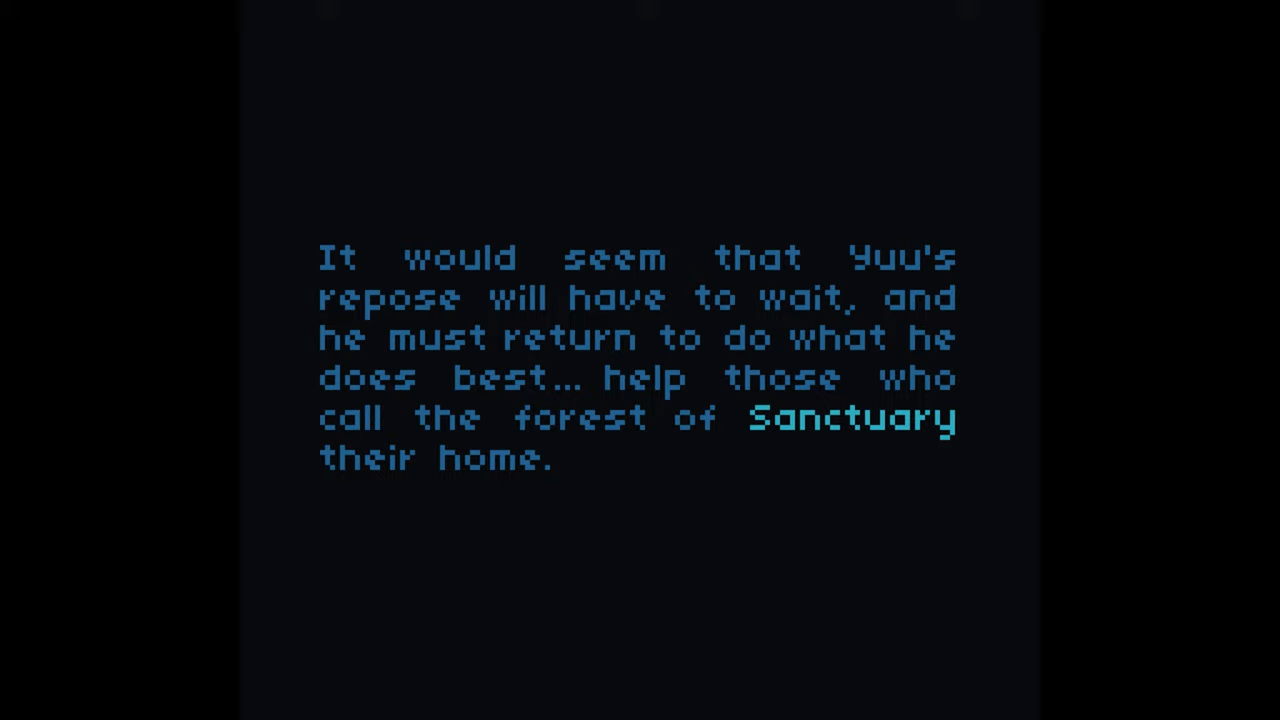 It would seem that Yuu's
repose will have to wait, and
he must return to do what he
does best... help those who
call the forest of Sanctuary
their home.